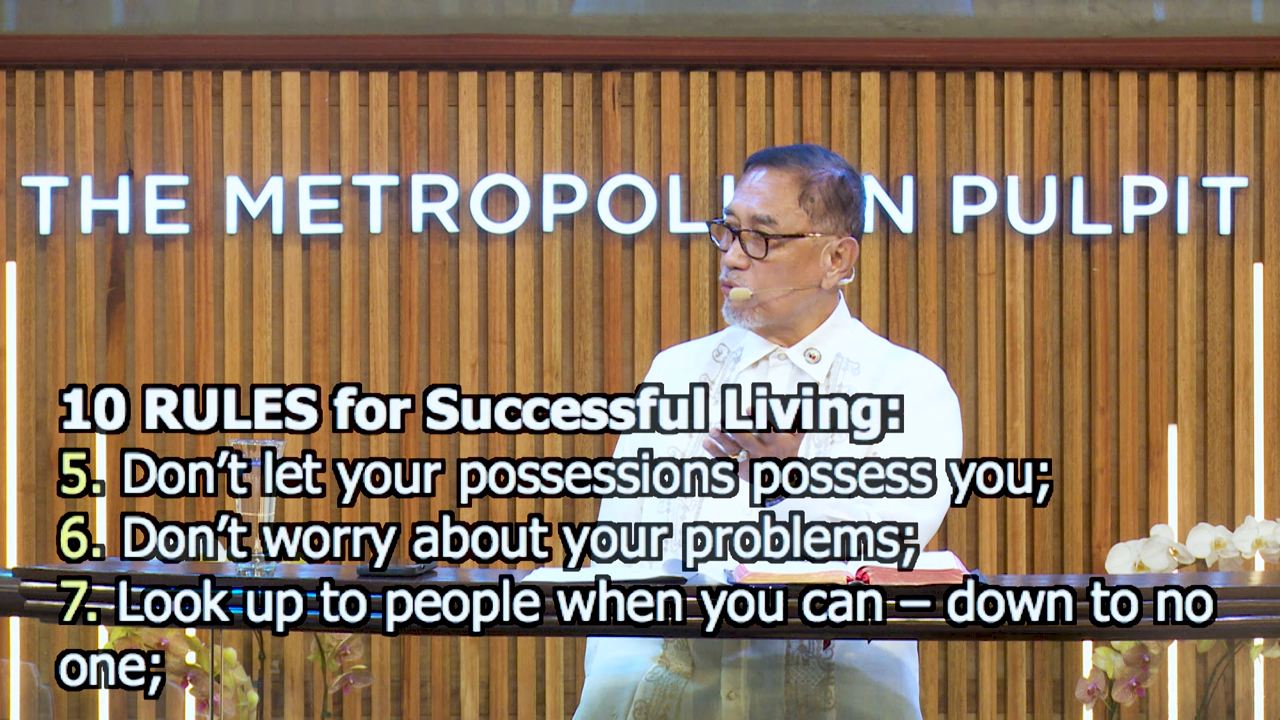 THE METROPOLI N PULPIT
10 RULES for Successful Living:
5. Don’t let your possessions possess you;
6. Don’t worry about your problems;
7. Look up to people when you can – down to no
one;